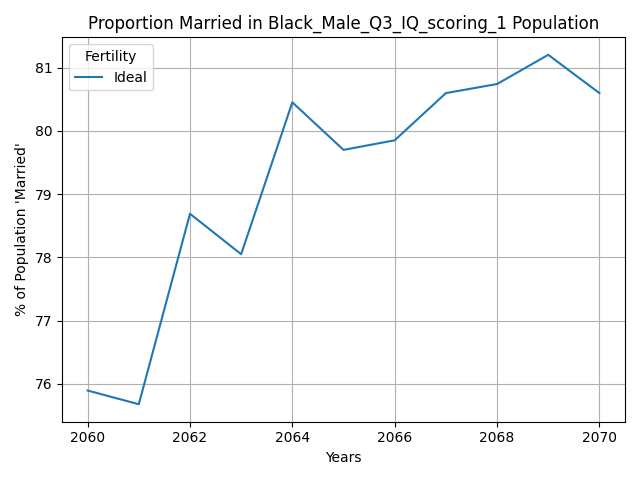 Proportion Married in Black_Male_Q3_IQ_scoring_1 Population
Fertility
Ideal
% of Population 'Married'
81
80
79
78
77
76
2060
2062
2064
2066
2068
2070
Years